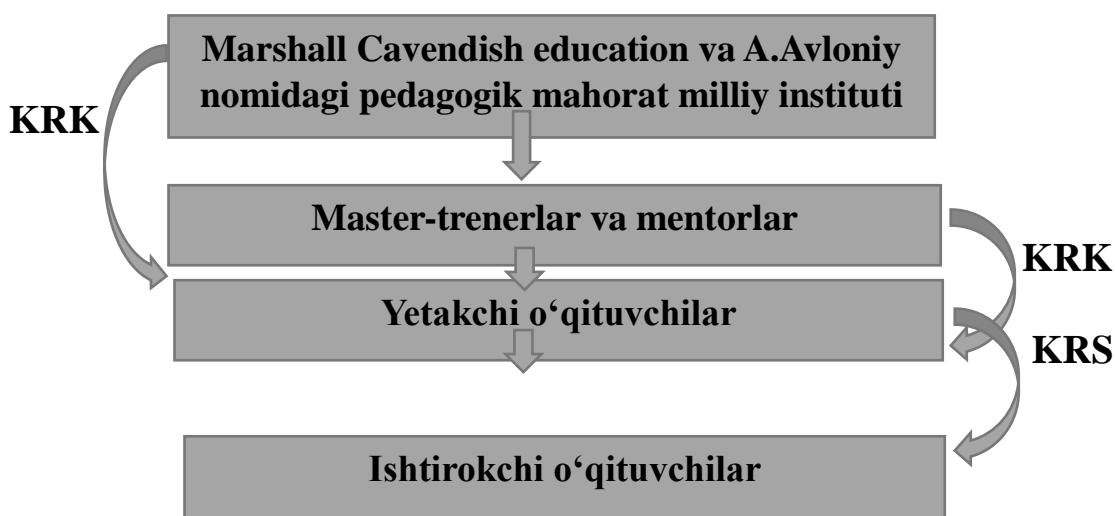 Marshall Cavendish education va A.Avloniy
nomidagi pedagogik mahorat milliy instituti
KRK
Master-trenerlar va mentorlar
KRK
Yetakchi o‘qituvchilar
KRS
Ishtirokchi o‘qituvchilar